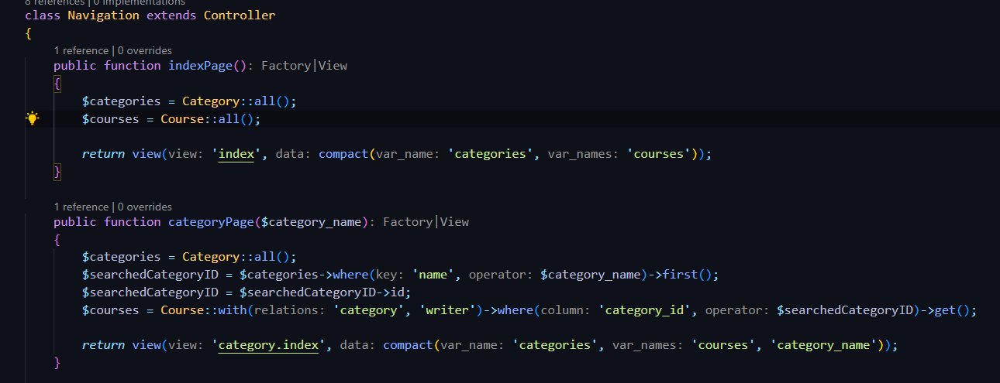 8 references | 0 implementations
class Navigation extends Controller
{
1 reference | 0 overrides
public function indexPage(): Factory|View
{
$categories = Category::all();
$courses = Course::all();
return view(view: 'index', data: compact(var_name: 'categories', var_names: 'courses'));
}
1 reference | 0 overrides
public function categoryPage($category_name): Factory|View
{
$categories = Category::all();
$searchedCategoryID = $categories->where(key: 'name', operator: $category_name)->first();
$searchedCategoryID = $searchedCategoryID->id;
$courses = Course::with(relations: 'category', 'writer')->where(column: 'category_id', operator: $searchedCategoryID)->get();
return view(view: 'category.index', data: compact(var_name: 'categories', var_names: 'courses', 'category_name'));
}